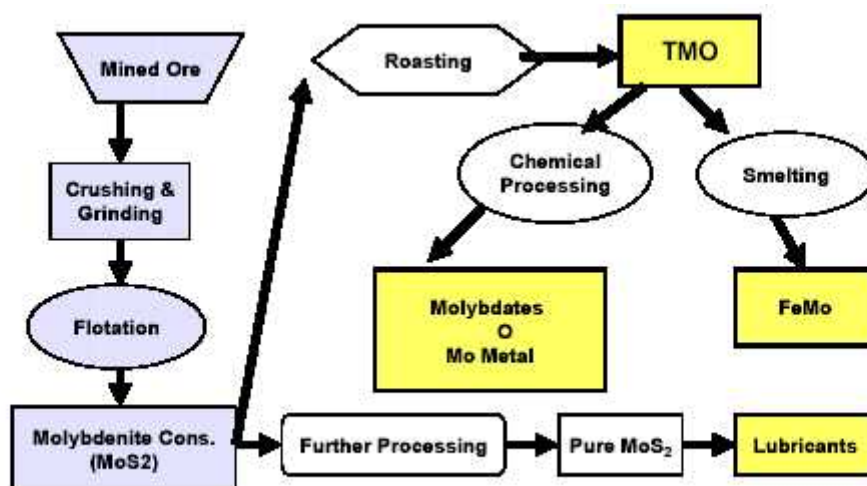 Mined Ore
Crushing &
Grinding
Flotation
Molybdenite Cons.
(MoS2)
Roasting
TMO
Chemical
Processing
Smelting
Molybdates
O
Mo Metal
FeMo
Further Processing
Pure MoS₂
Lubricants